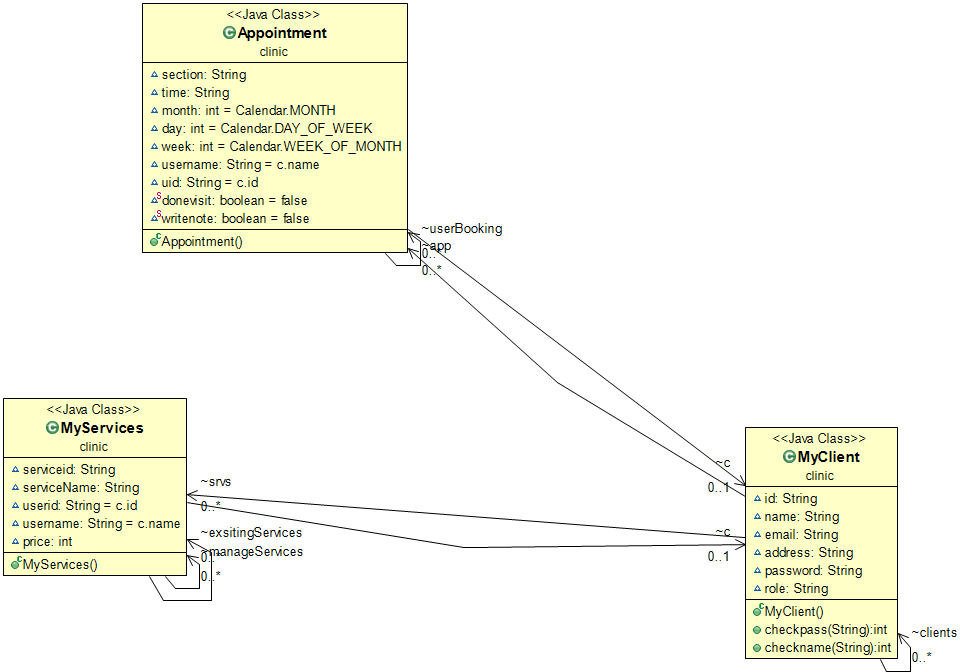 <<Java Class>>
Appointment
clinic
section: String
time: String
month: int = Calendar.MONTH
day: int = Calendar.DAY_OF_WEEK
week: int = Calendar.WEEK_OF_MONTH
username: String = c.name
uid: String = c.id
donevisit: boolean = false
writenote: boolean = false
Appointment()
~userBooking
~app
0..*
0..*
<<Java Class>>
MyServices
clinic
serviceid: String
serviceName: String
userid: String = c.id
username: String = c.name
price: int
MyServices()
~srvs
0..*
~exsitingServices
~manageServices
0..*
0..*
~c
0..1
~c
0..1
<<Java Class>>
MyClient
clinic
id: String
name: String
email: String
address: String
password: String
role: String
MyClient()
checkpass(String):int
checkname(String):int
~clients
0..*